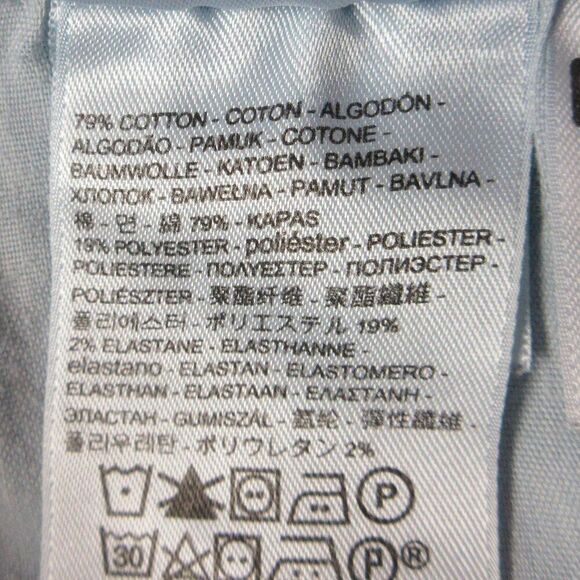 79% COTTON - COTON - ALGODÓN -
ALGODÃO - PAMUK - COTONE -
BAUMWOLLE - KATOEN - BAMBAKI -
ХЛОПОК - BAWEŁNA - PAMUT - BAVLNA -
棉 - 면 - 綿 79% - KAPAS
19% POLYESTER - poliéster - POLIESTER -
POLIESTERE - ΠΟΛΥΕΣΤΕΡ - ПОЛИЭСТЕР -
POLIÉSZTER - 聚酯纤维 - 聚酯纖維 -
폴리에스터 - ポリエステル 19%
2% ELASTANE - ELASTHANNE -
elastano - ELASTAN - ELASTOMERO -
ELASTHAN - ELASTAAN - ΕΛΑΣΤΑΝΗ -
ЭЛАСТАН - GUMISZÁL - 氨纶 - 彈性纖維 -
폴리우레탄 - ポリウレタン 2%
P
30 P ®